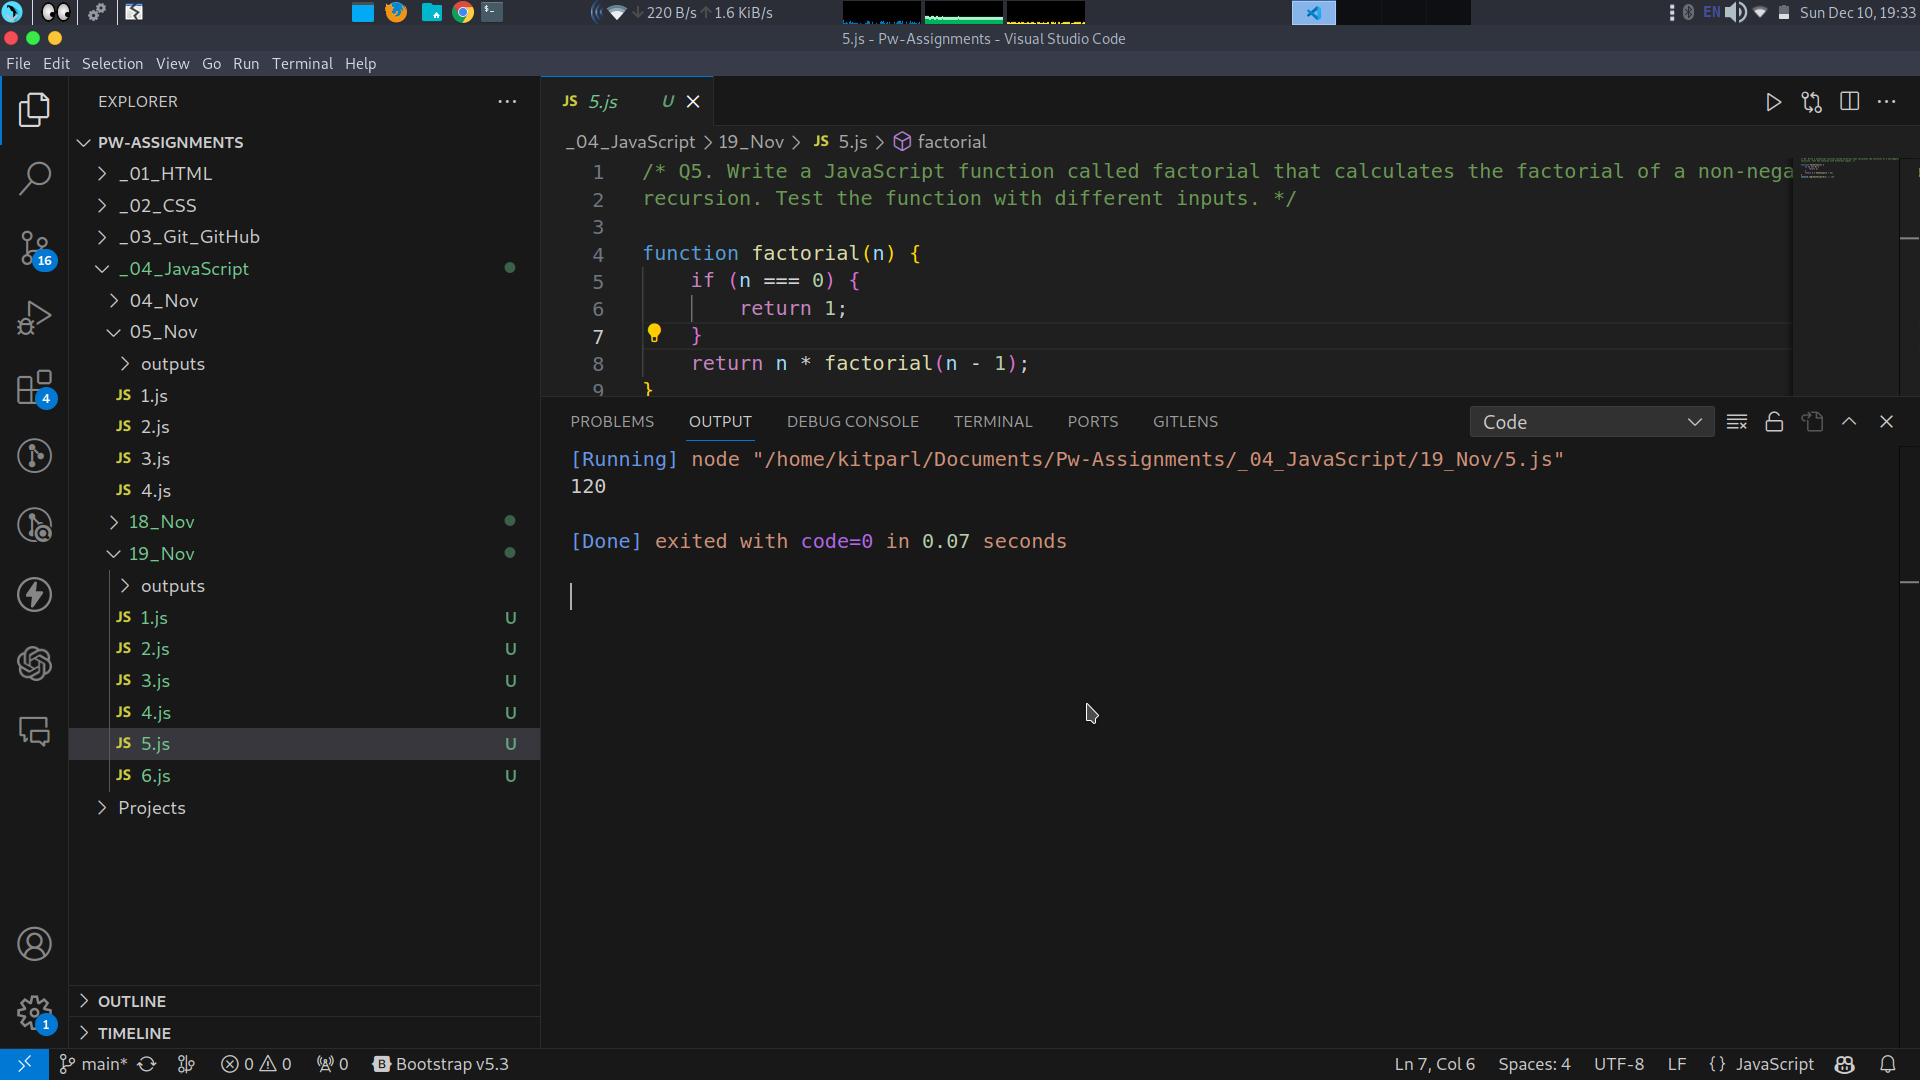 220 B/s 1.6 KiB/s
EN
Sun Dec 10, 19:33
5.js - Pw-Assignments - Visual Studio Code
File Edit Selection View Go Run Terminal Help
EXPLORER
PW-ASSIGNMENTS
_01_HTML
_02_CSS
_03_Git_GitHub
_04_JavaScript
04_Nov
05_Nov
outputs
JS 1.js
JS 2.js
JS 3.js
JS 4.js
18_Nov
19_Nov
outputs
JS 1.js U
JS 2.js U
JS 3.js U
JS 4.js U
JS 5.js U
JS 6.js U
Projects
OUTLINE
TIMELINE
16
4
1
JS 5.js U
_04_JavaScript > 19_Nov > JS 5.js > factorial
1 /* Q5. Write a JavaScript function called factorial that calculates the factorial of a non-nega
2 recursion. Test the function with different inputs. */
3
4 function factorial(n) {
5 if (n === 0) {
6 return 1;
7 }
8 return n * factorial(n - 1);
9 }
PROBLEMS OUTPUT DEBUG CONSOLE TERMINAL PORTS GITLENS
Code
[Running] node "/home/kitparl/Documents/Pw-Assignments/_04_JavaScript/19_Nov/5.js"
120
[Done] exited with code=0 in 0.07 seconds
main* 0 0 0 B Bootstrap v5.3
Ln 7, Col 6 Spaces: 4 UTF-8 LF {} JavaScript